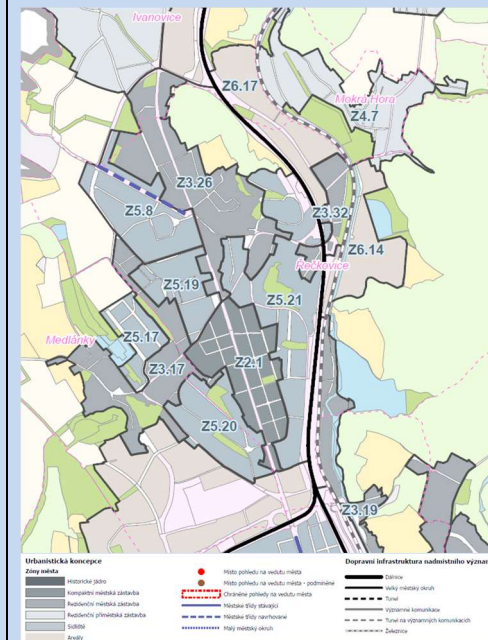 Ivanovice
Z6.17
Mokrá Hora
Z4.7
Z3.26
Z5.8
Z3.32
Z6.14
Řečkovice
Z5.19
Z5.21
Medlánky
Z5.17
Z2.1
Z3.17
Z5.20
Z3.19
Urbanistická koncepce
Zóny města
Historické jádro
Kompaktní městská zástavba
Rezidenční městská zástavba
Rezidenční příměstská zástavba
Sídliště
Areály
Místo pohledu na vedutu města
Místo pohledu na vedutu města - podmíněné
Chráněné pohledy na vedutu města
Městské třídy stávající
Městské třídy navrhované
Malý městský okruh
Dopravní infrastruktura nadmístního význam
Dálnice
Velký městský okruh
Tunel
Významné komunikace
Tunel na významných komunikacích
Železnice